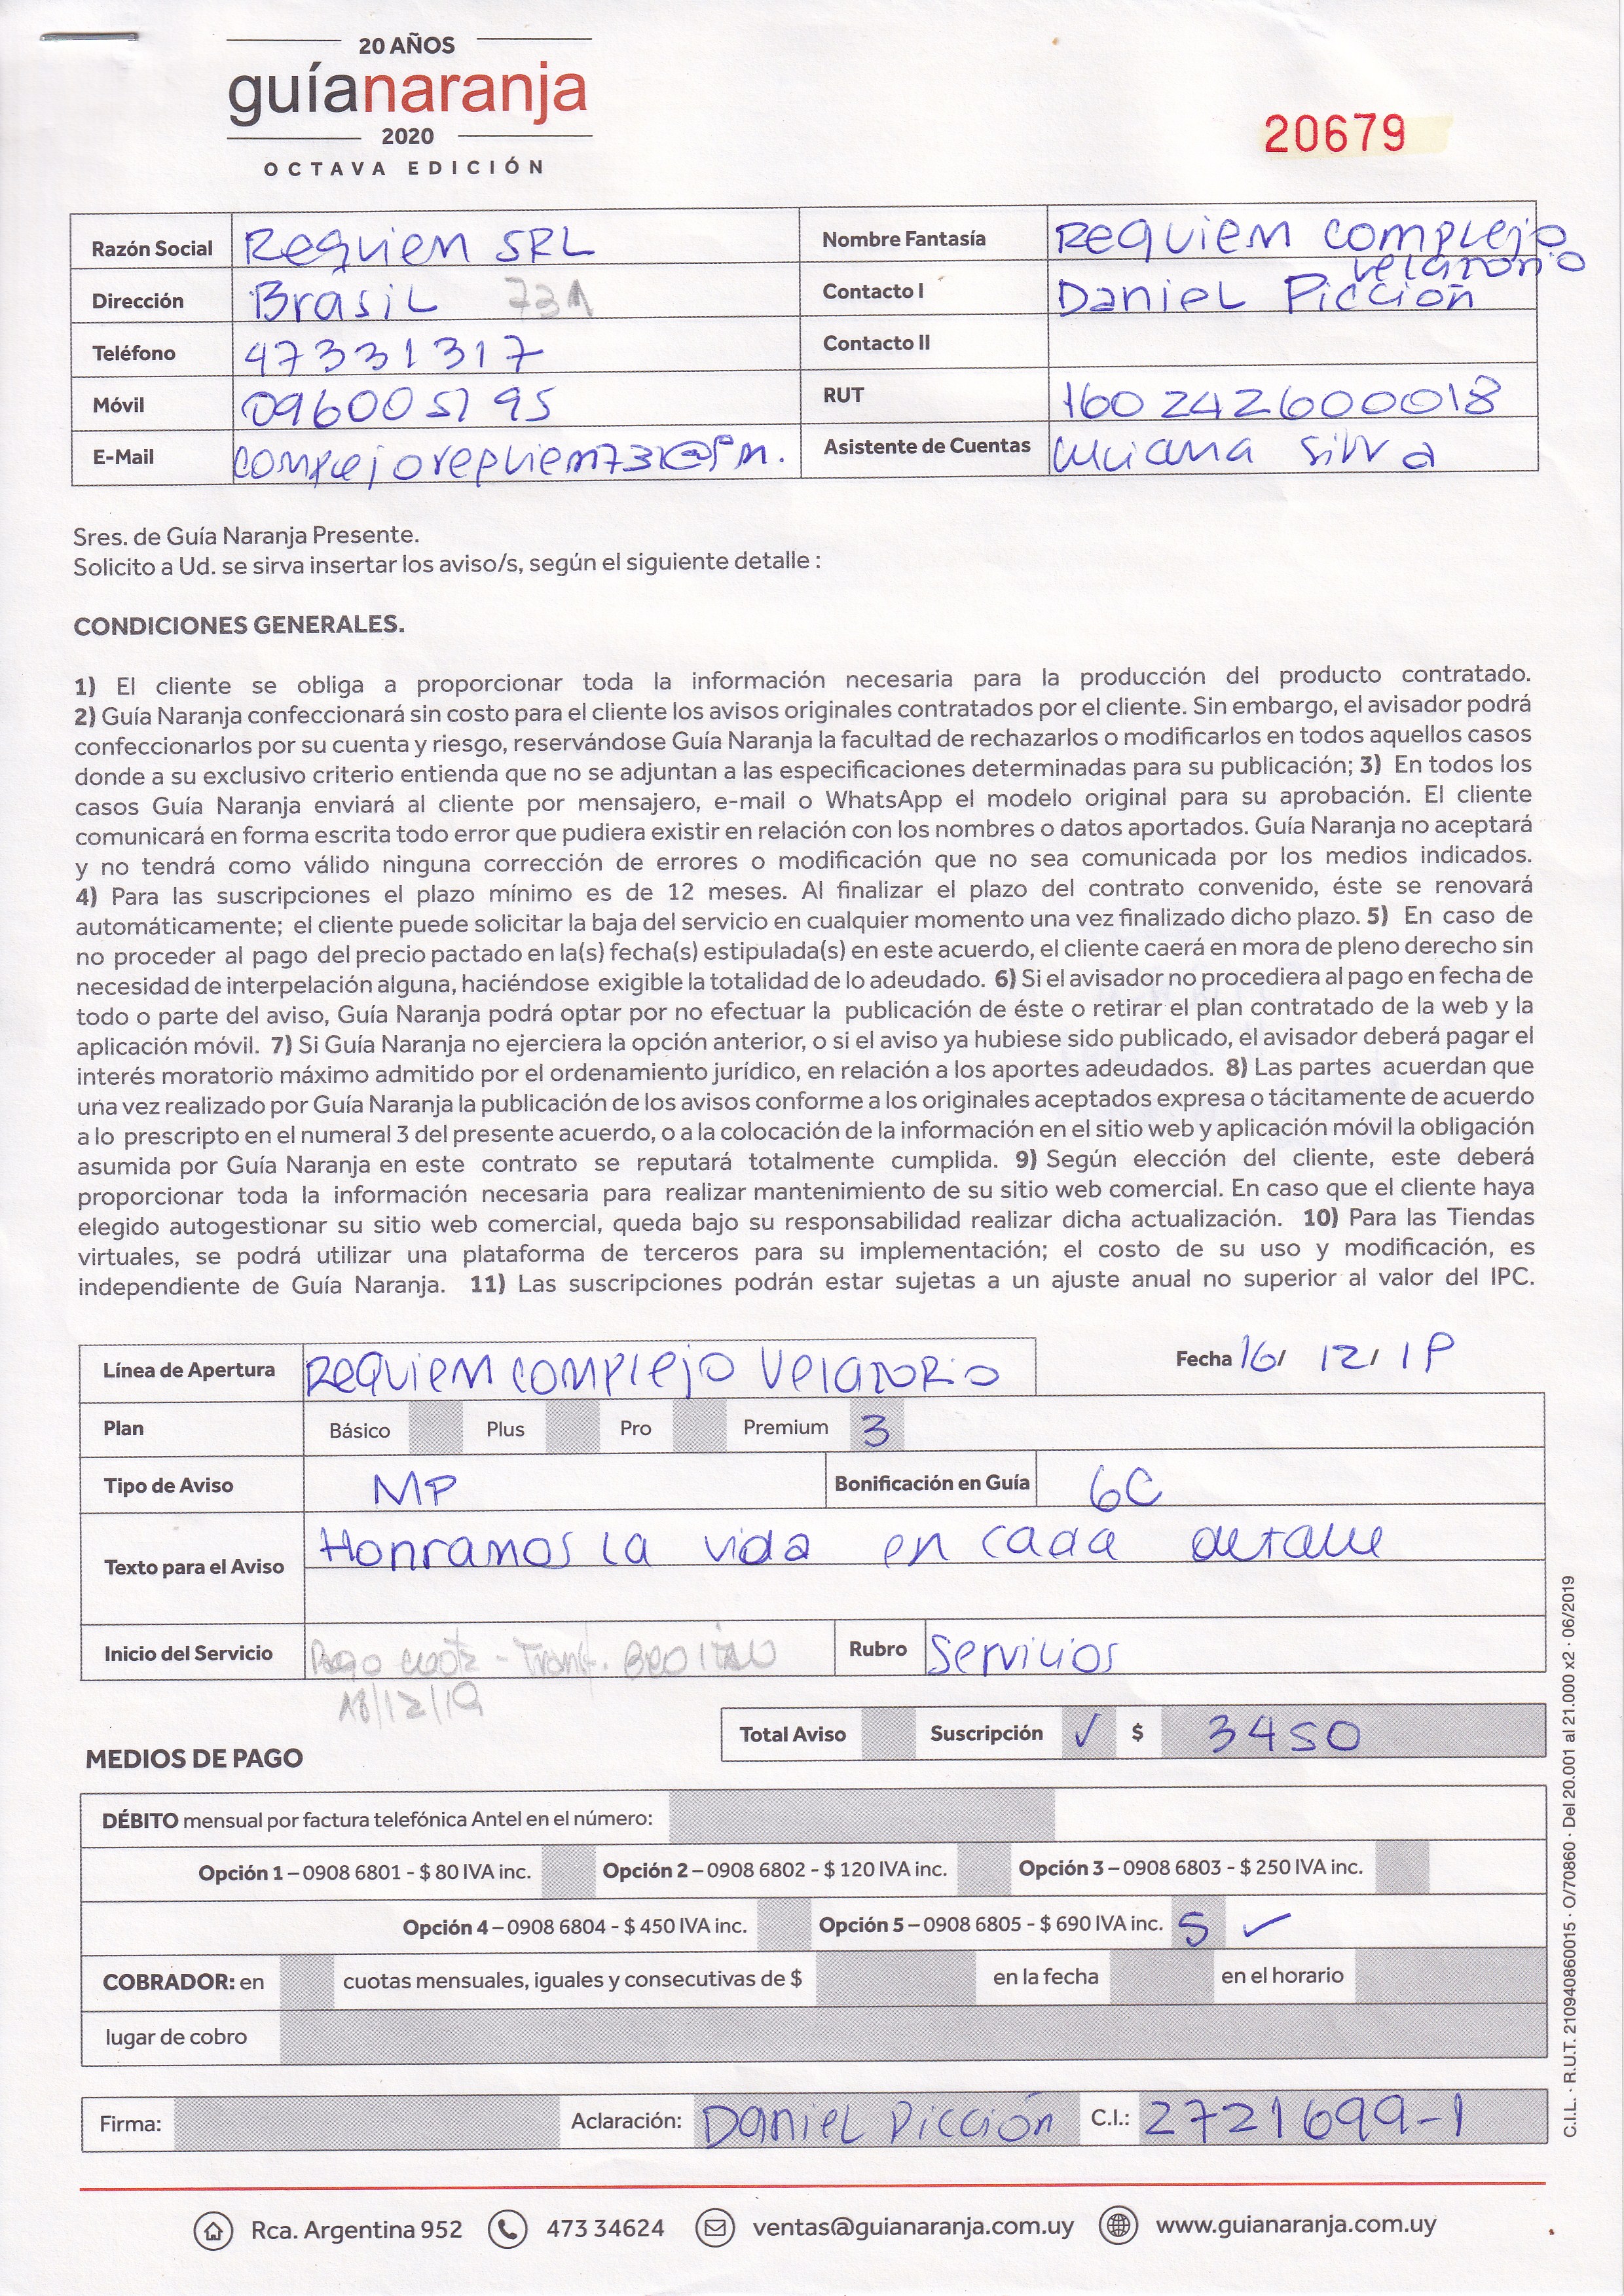 20 AÑOS
guíanaranja
2020
OCTAVA EDICIÓN
20679
Razón Social Requiem SRL Nombre Fantasía Requiem complejo velatorio
Dirección Brasil 731 Contacto I Daniel Picción
Teléfono 47331317 Contacto II
Móvil 096005195 RUT 160242600018
E-Mail complejorequiem731@gm. Asistente de Cuentas Luciana Silva
Sres. de Guía Naranja Presente.
Solicito a Ud. se sirva insertar los aviso/s, según el siguiente detalle :
CONDICIONES GENERALES.
1) El cliente se obliga a proporcionar toda la información necesaria para la producción del producto contratado.
2) Guía Naranja confeccionará sin costo para el cliente los avisos originales contratados por el cliente. Sin embargo, el avisador podrá
confeccionarlos por su cuenta y riesgo, reservándose Guía Naranja la facultad de rechazarlos o modificarlos en todos aquellos casos
donde a su exclusivo criterio entienda que no se adjuntan a las especificaciones determinadas para su publicación; 3) En todos los
casos Guía Naranja enviará al cliente por mensajero, e-mail o WhatsApp el modelo original para su aprobación. El cliente
comunicará en forma escrita todo error que pudiera existir en relación con los nombres o datos aportados. Guía Naranja no aceptará
y no tendrá como válido ninguna corrección de errores o modificación que no sea comunicada por los medios indicados.
4) Para las suscripciones el plazo mínimo es de 12 meses. Al finalizar el plazo del contrato convenido, éste se renovará
automáticamente; el cliente puede solicitar la baja del servicio en cualquier momento una vez finalizado dicho plazo. 5) En caso de
no proceder al pago del precio pactado en la(s) fecha(s) estipulada(s) en este acuerdo, el cliente caerá en mora de pleno derecho sin
necesidad de interpelación alguna, haciéndose exigible la totalidad de lo adeudado. 6) Si el avisador no procediera al pago en fecha de
todo o parte del aviso, Guía Naranja podrá optar por no efectuar la publicación de éste o retirar el plan contratado de la web y la
aplicación móvil. 7) Si Guía Naranja no ejerciera la opción anterior, o si el aviso ya hubiese sido publicado, el avisador deberá pagar el
interés moratorio máximo admitido por el ordenamiento jurídico, en relación a los aportes adeudados. 8) Las partes acuerdan que
una vez realizado por Guía Naranja la publicación de los avisos conforme a los originales aceptados expresa o tácitamente de acuerdo
a lo prescripto en el numeral 3 del presente acuerdo, o a la colocación de la información en el sitio web y aplicación móvil la obligación
asumida por Guía Naranja en este contrato se reputará totalmente cumplida. 9) Según elección del cliente, este deberá
proporcionar toda la información necesaria para realizar mantenimiento de su sitio web comercial. En caso que el cliente haya
elegido autogestionar su sitio web comercial, queda bajo su responsabilidad realizar dicha actualización. 10) Para las Tiendas
virtuales, se podrá utilizar una plataforma de terceros para su implementación; el costo de su uso y modificación, es
independiente de Guía Naranja. 11) Las suscripciones podrán estar sujetas a un ajuste anual no superior al valor del IPC.
Línea de Apertura Requiem complejo velatorio Fecha 16/ 12/ 19
Plan Básico Plus Pro Premium 3
Tipo de Aviso MP Bonificación en Guía 6C
Texto para el Aviso Honramos la vida en cada detalle
Inicio del Servicio Pago cuota - Transf. BCO ITAU Rubro Servicios
18/12/19
Total Aviso Suscripción ✓ $ 3450
MEDIOS DE PAGO
DÉBITO mensual por factura telefónica Antel en el número:
Opción 1 – 0908 6801 - $ 80 IVA inc. Opción 2 – 0908 6802 - $ 120 IVA inc. Opción 3 – 0908 6803 - $ 250 IVA inc.
Opción 4 – 0908 6804 - $ 450 IVA inc. Opción 5 – 0908 6805 - $ 690 IVA inc. 5 ✓
COBRADOR: en cuotas mensuales, iguales y consecutivas de $ en la fecha en el horario
lugar de cobro
Firma: Aclaración: Daniel Picción C.I.: 2721699-1
Rca. Argentina 952 473 34624 ventas@guianaranja.com.uy www.guianaranja.com.uy
C.I.L. · R.U.T. 210940860015 · O/70860 · Del 20.001 al 21.000 x2 · 06/2019